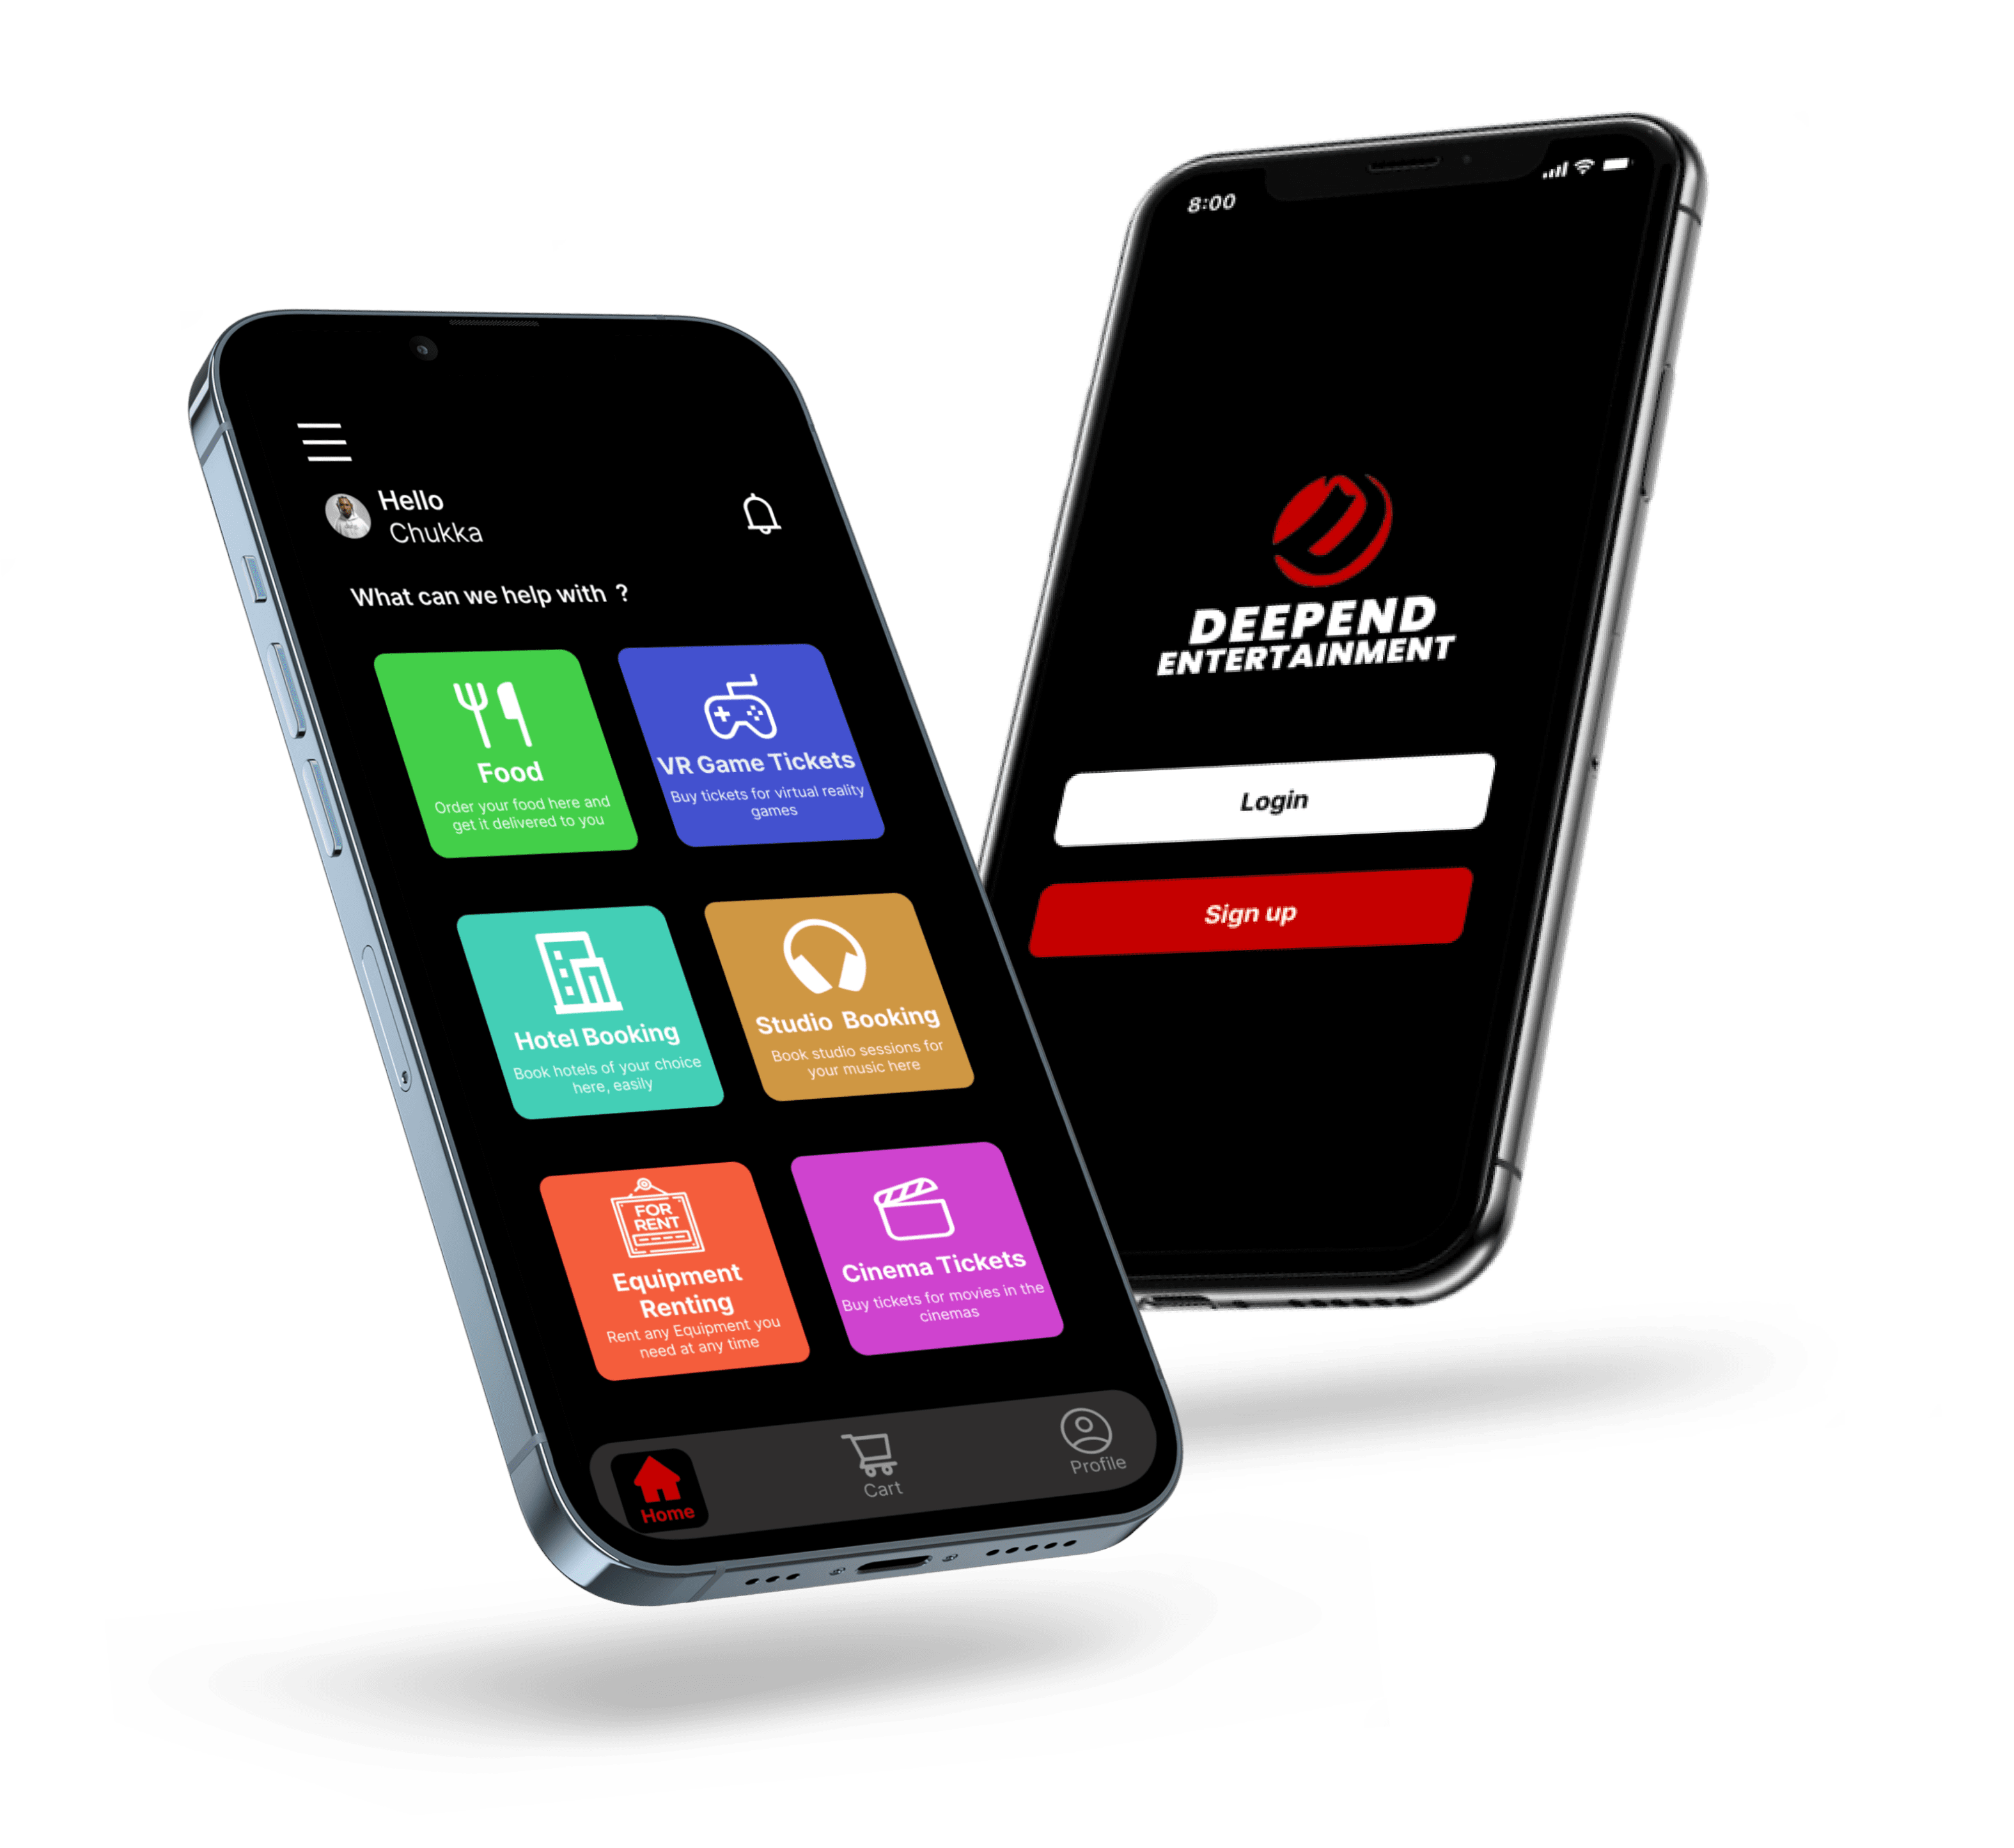 Hello
Chukka
What can we help with ?
Food
Order your food here and
get it delivered to you
VR Game Tickets
Buy tickets for virtual reality
games
Hotel Booking
Book hotels of your choice
here, easily
Studio Booking
Book studio sessions for
your music here
FOR
RENT
Equipment
Renting
Rent any Equipment you
need at any time
Cinema Tickets
Buy tickets for movies in the
cinemas
Home
Cart
Profile
8:00
DEEPEND
ENTERTAINMENT
Login
Sign up